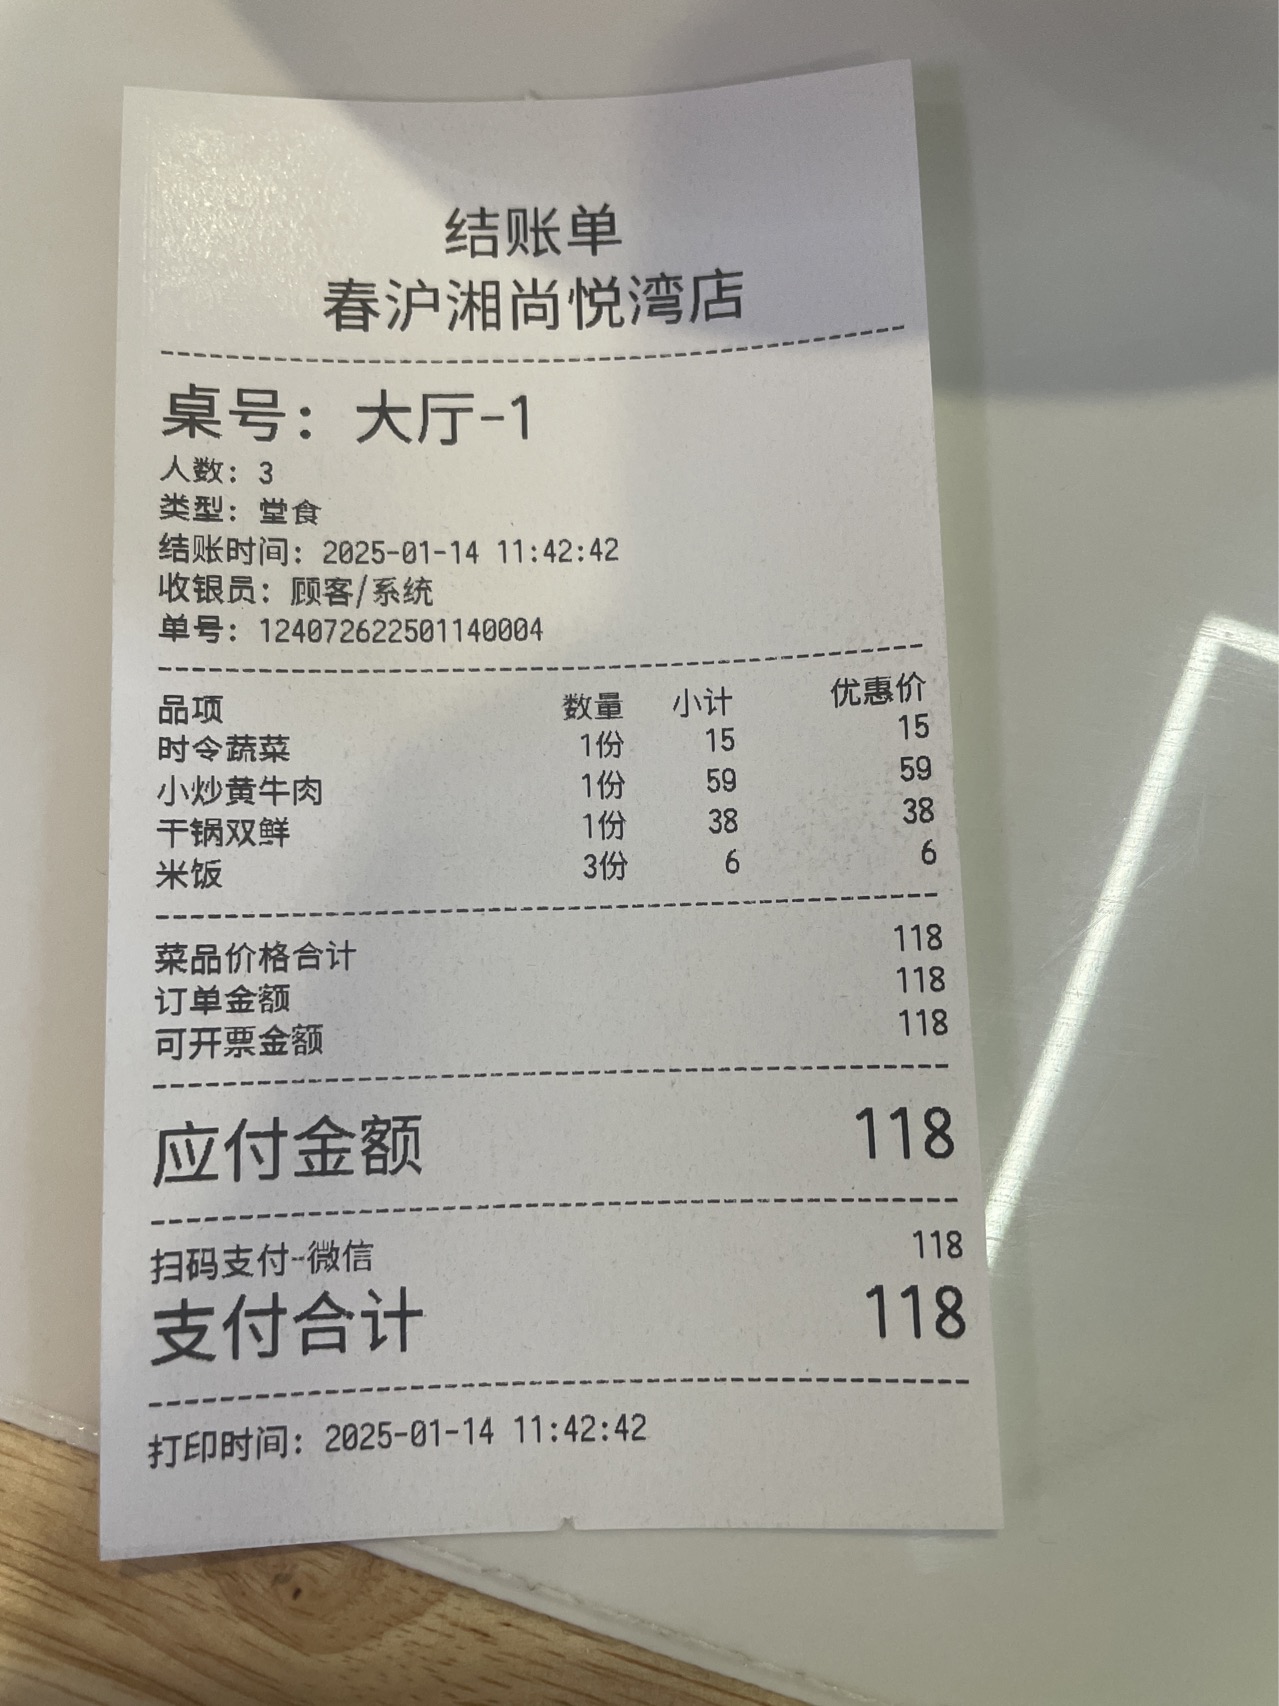 结账单
春沪湘尚悦湾店
桌号：大厅-1
人数：3
类型：堂食
结账时间：2025-01-14 11:42:42
收银员：顾客/系统
单号：124072622501140004
品项 数量 小计 优惠价
时令蔬菜 1份 15 15
小炒黄牛肉 1份 59 59
干锅双鲜 1份 38 38
米饭 3份 6 6
菜品价格合计 118
订单金额 118
可开票金额 118
应付金额 118
扫码支付-微信 118
支付合计 118
打印时间：2025-01-14 11:42:42